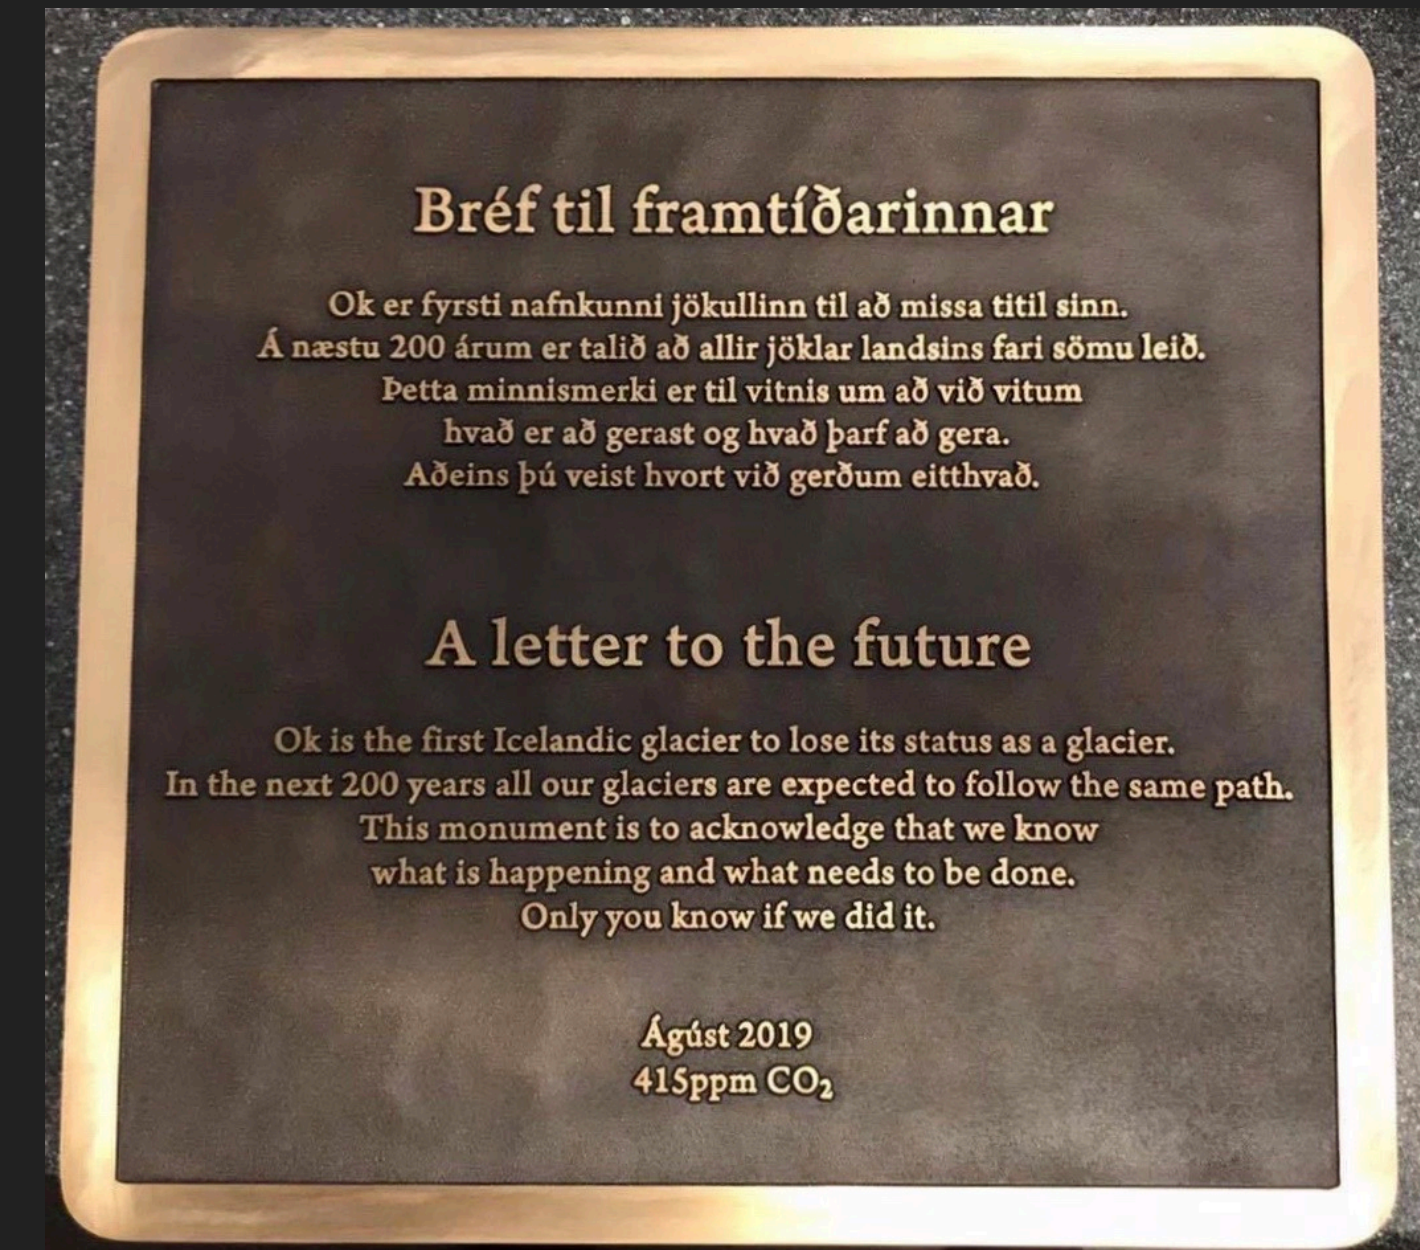 Bréf til framtíðarinnar
Ok er fyrsti nafnkunni jökullinn til að missa titil sinn.
Á næstu 200 árum er talið að allir jöklar landsins fari sömu leið.
Þetta minnismerki er til vitnis um að við vitum
hvað er að gerast og hvað þarf að gera.
Aðeins þú veist hvort við gerðum eitthvað.
A letter to the future
Ok is the first Icelandic glacier to lose its status as a glacier.
In the next 200 years all our glaciers are expected to follow the same path.
This monument is to acknowledge that we know
what is happening and what needs to be done.
Only you know if we did it.
Ágúst 2019
415ppm CO₂